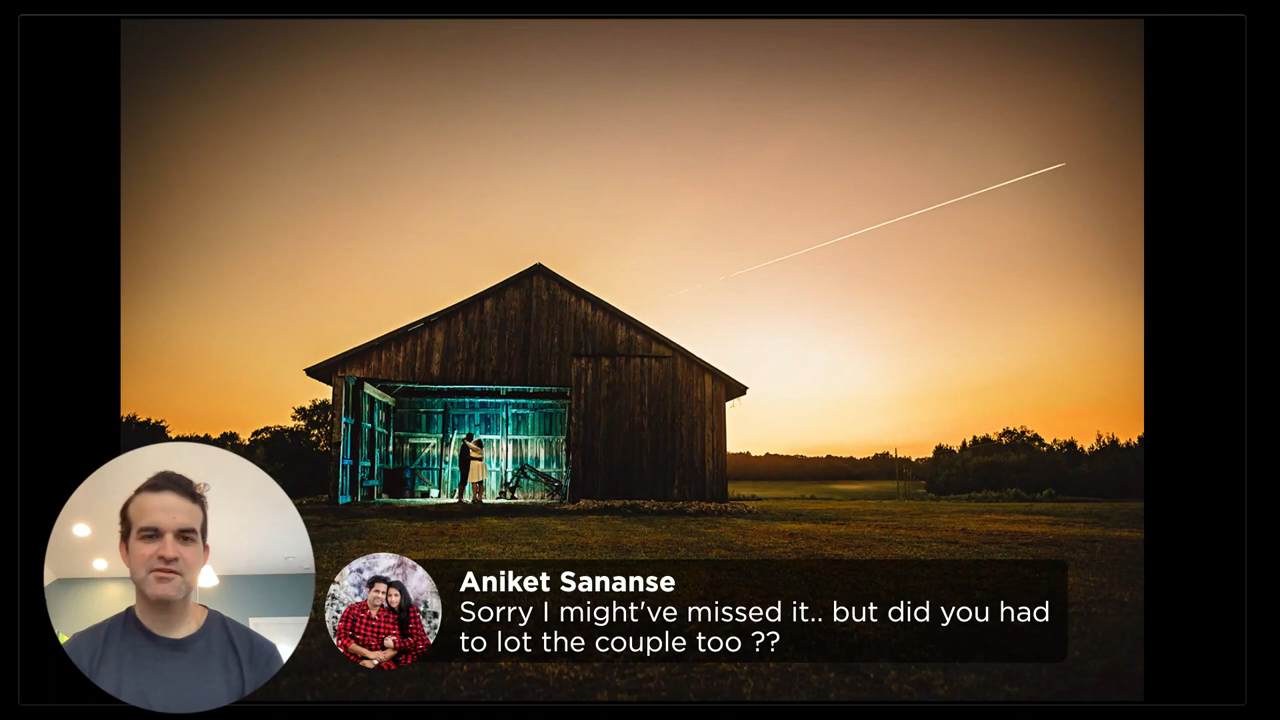 Aniket Sananse
Sorry I might've missed it.. but did you had
to lot the couple too ??